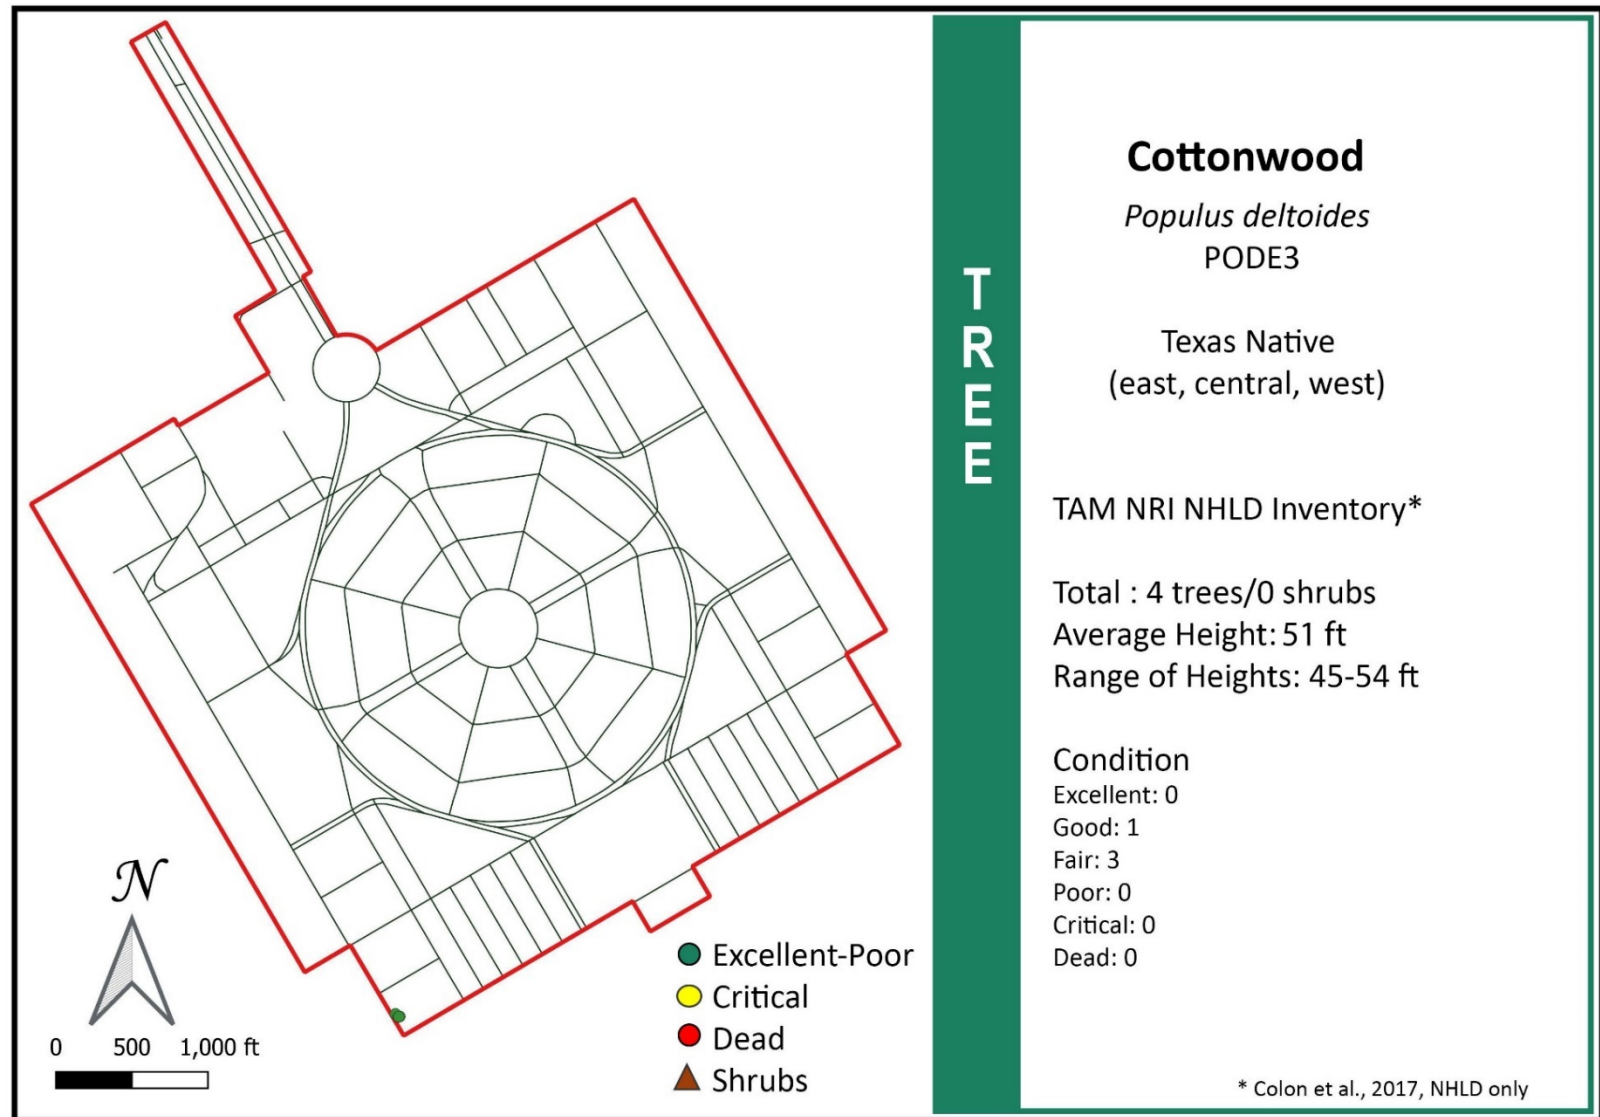 N
0 500 1,000 ft
Excellent-Poor
Critical
Dead
Shrubs
TREE
Cottonwood
Populus deltoides
PODE3
Texas Native
(east, central, west)
TAM NRI NHLD Inventory*
Total : 4 trees/0 shrubs
Average Height: 51 ft
Range of Heights: 45-54 ft
Condition
Excellent: 0
Good: 1
Fair: 3
Poor: 0
Critical: 0
Dead: 0
* Colon et al., 2017, NHLD only